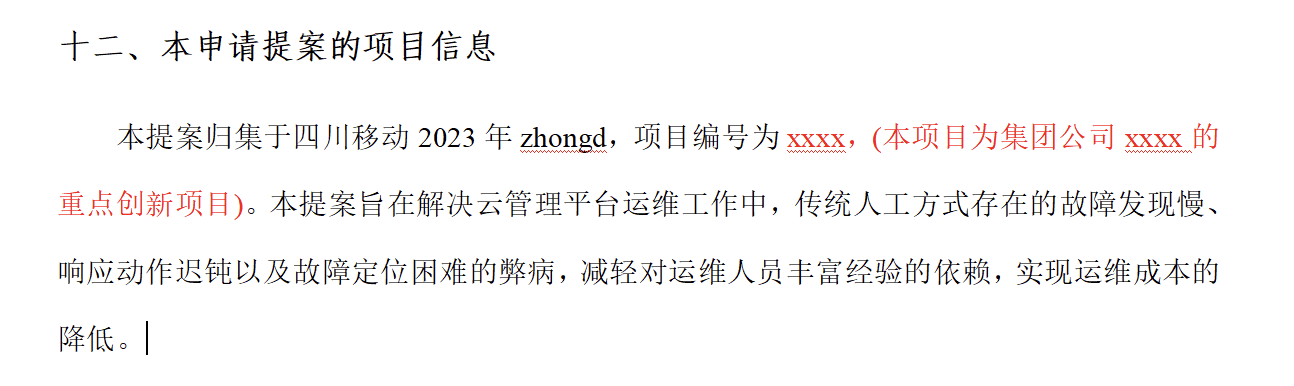 十二、本申请提案的项目信息
本提案归集于四川移动 2023 年 zhongd，项目编号为 xxxx，(本项目为集团公司 xxxx 的
重点创新项目)。本提案旨在解决云管理平台运维工作中，传统人工方式存在的故障发现慢、
响应动作迟钝以及故障定位困难的弊病，减轻对运维人员丰富经验的依赖，实现运维成本的
降低。